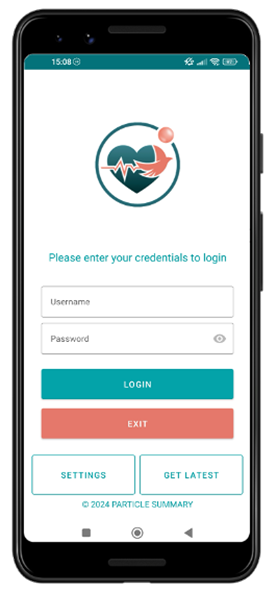 15:08
Please enter your credentials to login
Username
Password
LOGIN
EXIT
SETTINGS
GET LATEST
© 2024 PARTICLE SUMMARY